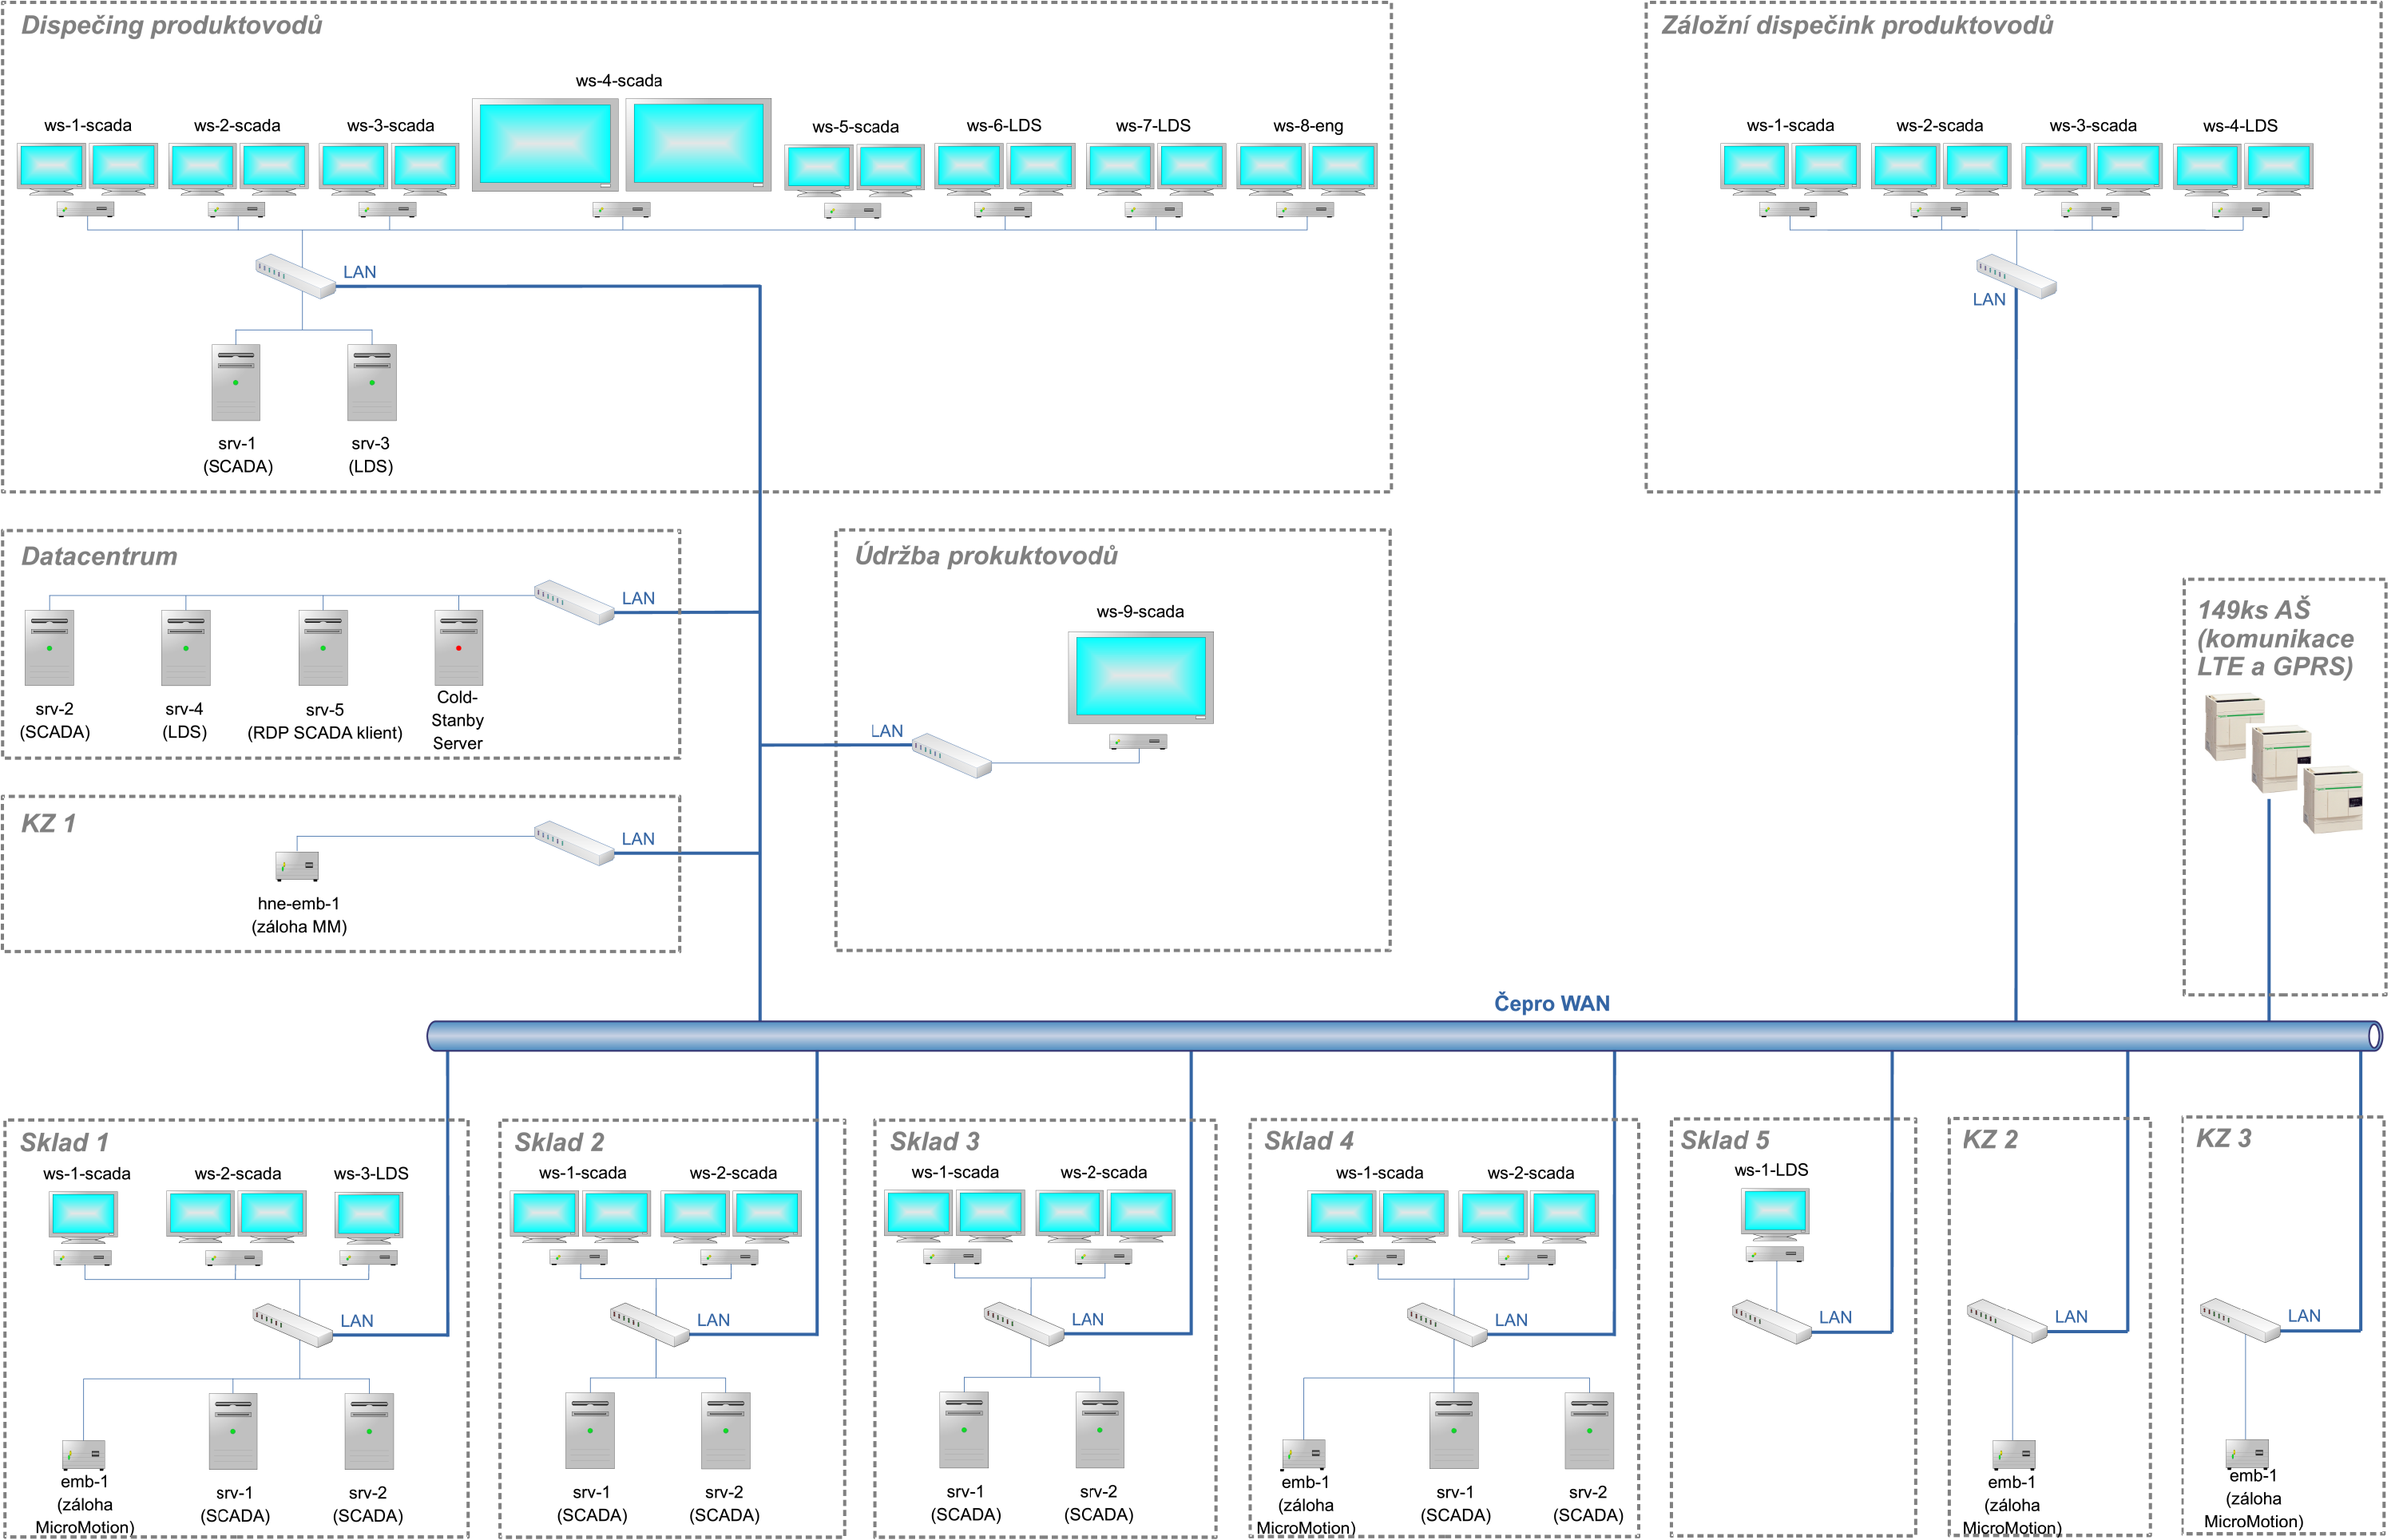 Dispečing produktovodů
ws-4-scada
ws-1-scada
ws-2-scada
ws-3-scada
ws-5-scada
ws-6-LDS
ws-7-LDS
ws-8-eng
LAN
srv-1
(SCADA)
srv-3
(LDS)
Záložní dispečink produktovodů
ws-1-scada
ws-2-scada
ws-3-scada
ws-4-LDS
LAN
Datacentrum
LAN
srv-2
(SCADA)
srv-4
(LDS)
srv-5
(RDP SCADA klient)
Cold-
Stanby
Server
Údržba prokuktovodů
ws-9-scada
LAN
149ks AŠ
(komunikace
LTE a GPRS)
KZ 1
LAN
hne-emb-1
(záloha MM)
Čepro WAN
Sklad 1
ws-1-scada
ws-2-scada
ws-3-LDS
LAN
emb-1
(záloha
MicroMotion)
srv-1
(SCADA)
srv-2
(SCADA)
Sklad 2
ws-1-scada
ws-2-scada
LAN
srv-1
(SCADA)
srv-2
(SCADA)
Sklad 3
ws-1-scada
ws-2-scada
LAN
srv-1
(SCADA)
srv-2
(SCADA)
Sklad 4
ws-1-scada
ws-2-scada
LAN
emb-1
(záloha
MicroMotion)
srv-1
(SCADA)
srv-2
(SCADA)
Sklad 5
ws-1-LDS
LAN
KZ 2
LAN
emb-1
(záloha
MicroMotion)
KZ 3
LAN
emb-1
(záloha
MicroMotion)